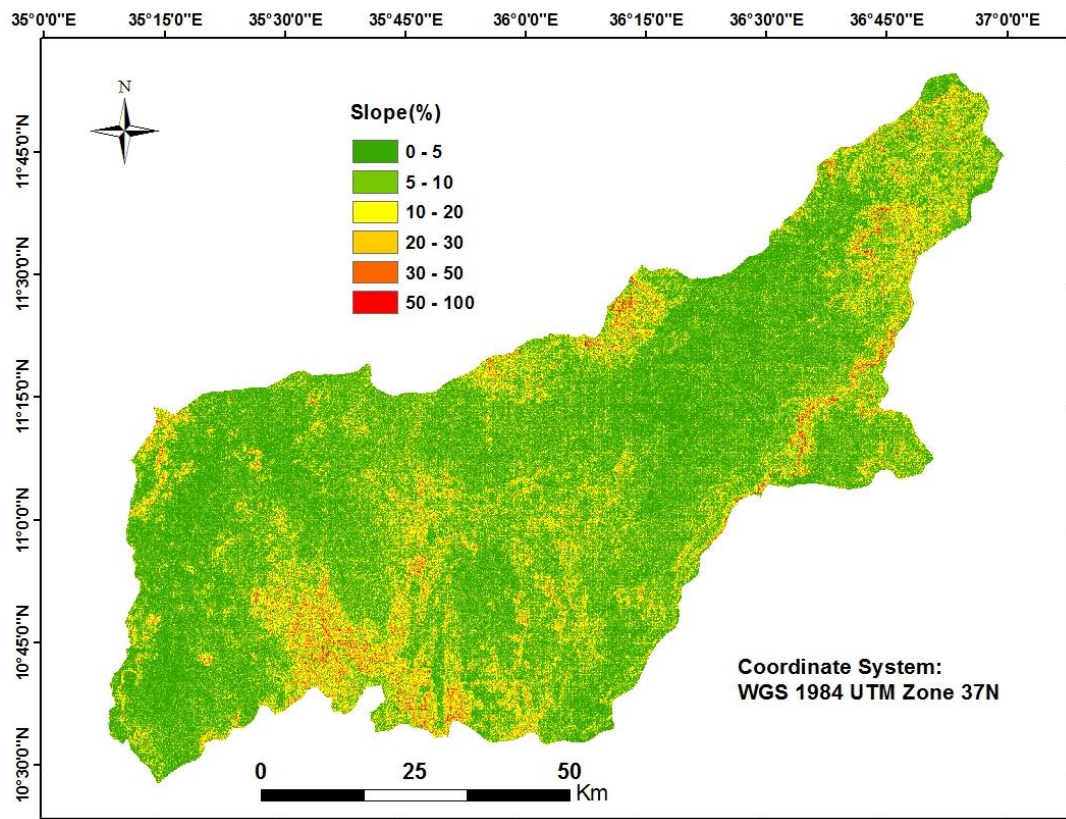 35°0'0"E 35°15'0"E 35°30'0"E 35°45'0"E 36°0'0"E 36°15'0"E 36°30'0"E 36°45'0"E 37°0'0"E
N
Slope(%)
0 - 5
5 - 10
10 - 20
20 - 30
30 - 50
50 - 100
11°45'0"N
11°30'0"N
11°15'0"N
11°0'0"N
10°45'0"N
10°30'0"N
Coordinate System:
WGS 1984 UTM Zone 37N
0 25 50
Km